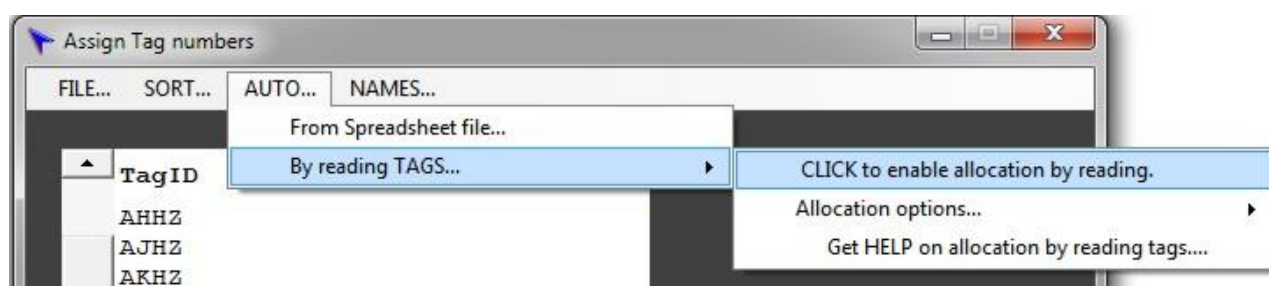 Assign Tag numbers
FILE... SORT... AUTO... NAMES...
From Spreadsheet file...
By reading TAGS...
CLICK to enable allocation by reading.
TagID
Allocation options...
AHHZ
Get HELP on allocation by reading tags....
AJHZ
AKHZ